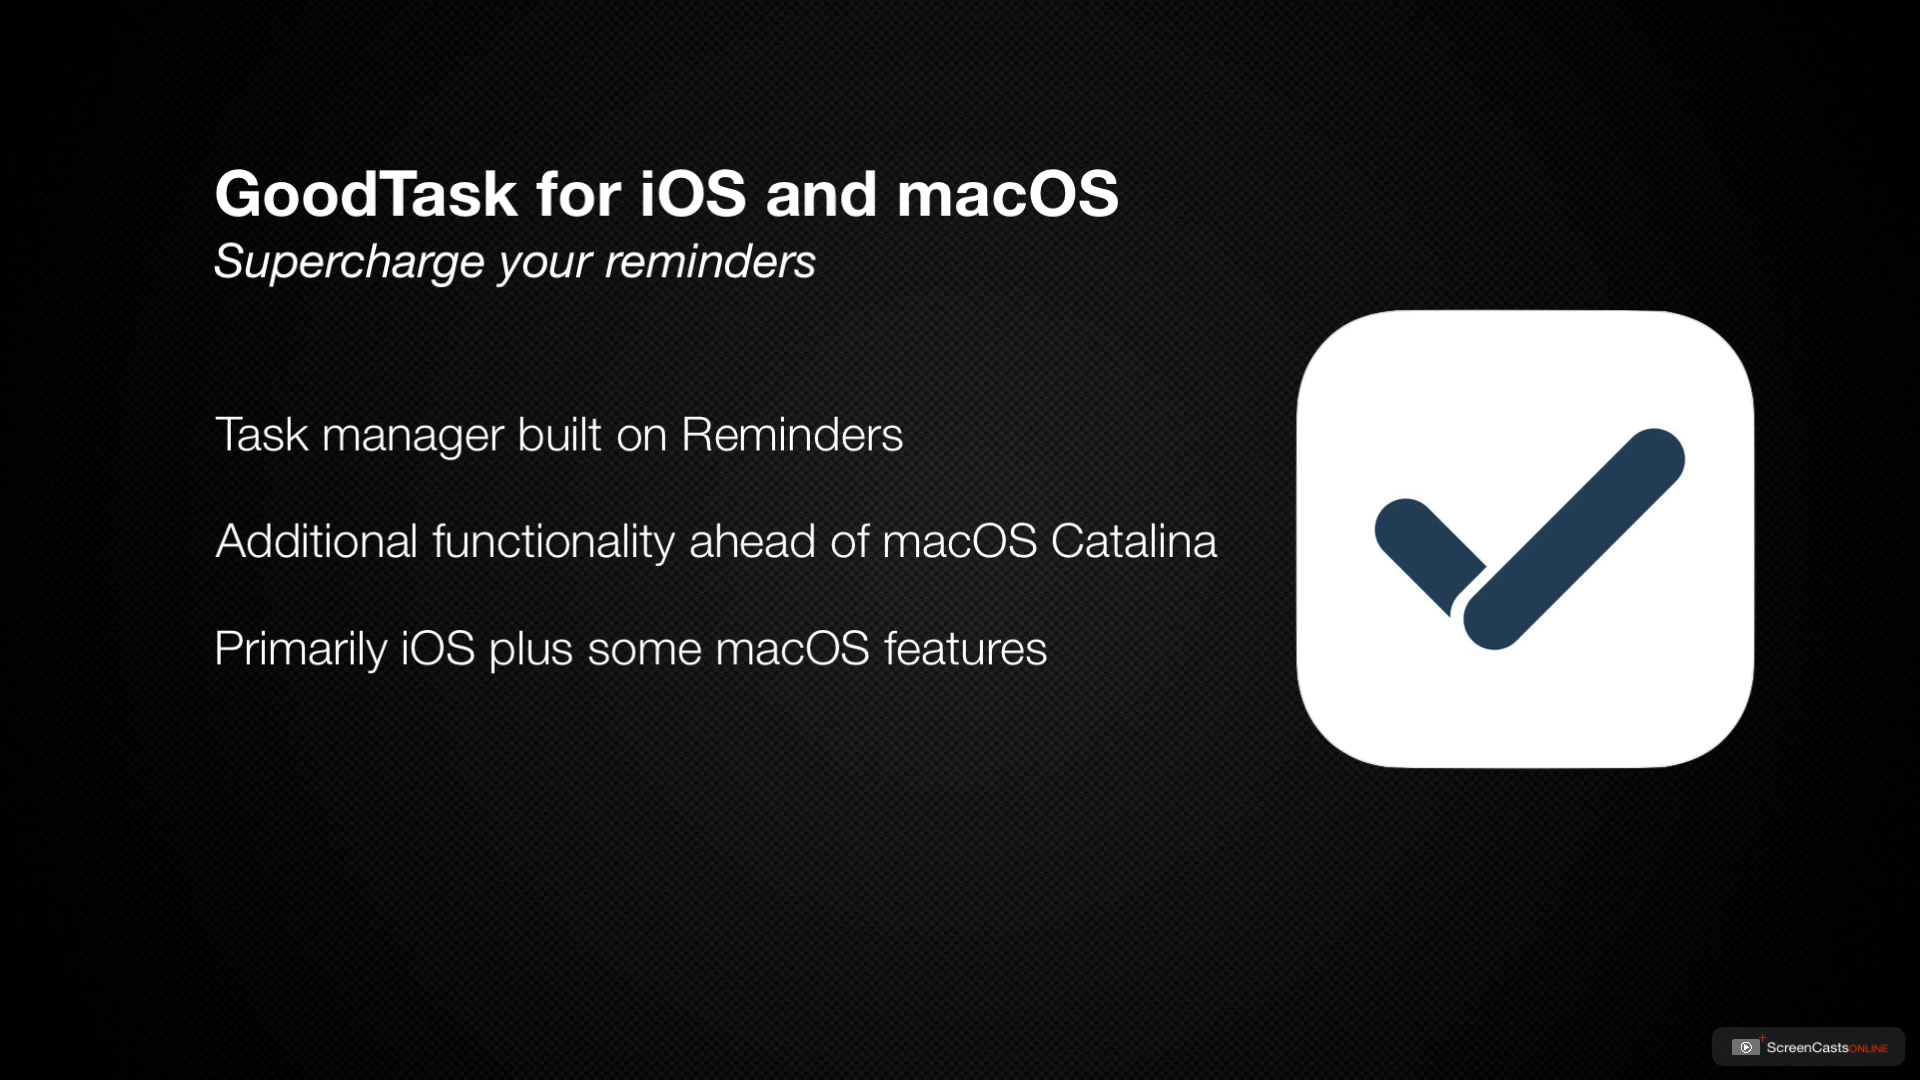 GoodTask for iOS and macOS
Supercharge your reminders
Task manager built on Reminders
Additional functionality ahead of macOS Catalina
Primarily iOS plus some macOS features
ScreenCastsONLINE